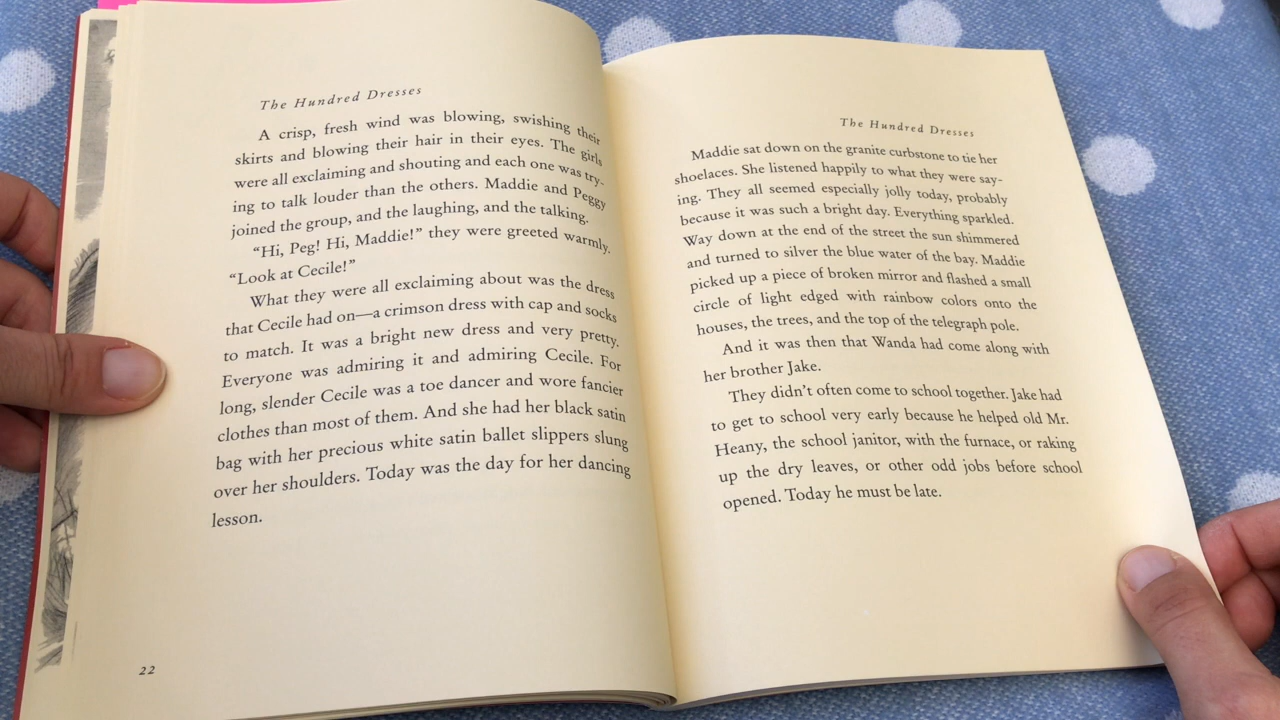 The Hundred Dresses
A crisp, fresh wind was blowing, swishing their
skirts and blowing their hair in their eyes. The girls
were all exclaiming and shouting and each one was try-
ing to talk louder than the others. Maddie and Peggy
joined the group, and the laughing, and the talking.
“Hi, Peg! Hi, Maddie!” they were greeted warmly.
“Look at Cecile!”
What they were all exclaiming about was the dress
that Cecile had on—a crimson dress with cap and socks
to match. It was a bright new dress and very pretty.
Everyone was admiring it and admiring Cecile. For
long, slender Cecile was a toe dancer and wore fancier
clothes than most of them. And she had her black satin
bag with her precious white satin ballet slippers slung
over her shoulders. Today was the day for her dancing
lesson.
22
The Hundred Dresses
Maddie sat down on the granite curbstone to tie her
shoelaces. She listened happily to what they were say-
ing. They all seemed especially jolly today, probably
because it was such a bright day. Everything sparkled.
Way down at the end of the street the sun shimmered
and turned to silver the blue water of the bay. Maddie
picked up a piece of broken mirror and flashed a small
circle of light edged with rainbow colors onto the
houses, the trees, and the top of the telegraph pole.
And it was then that Wanda had come along with
her brother Jake.
They didn’t often come to school together. Jake had
to get to school very early because he helped old Mr.
Heany, the school janitor, with the furnace, or raking
up the dry leaves, or other odd jobs before school
opened. Today he must be late.